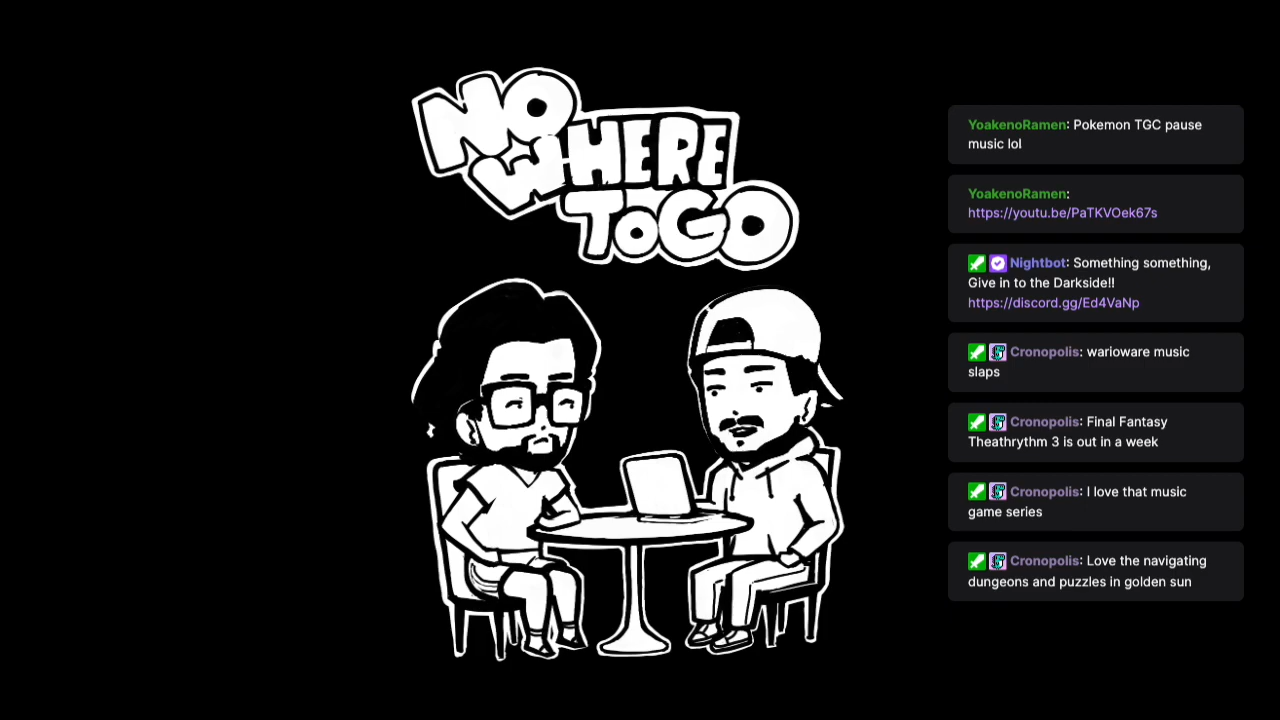 NO
WHERE
TO GO
YoakenoRamen: Pokemon TGC pause
music lol
YoakenoRamen:
https://youtu.be/PaTKVOek67s
Nightbot: Something something,
Give in to the Darkside!!
https://discord.gg/Ed4VaNp
Cronopolis: warioware music
slaps
Cronopolis: Final Fantasy
Theathrythm 3 is out in a week
Cronopolis: I love that music
game series
Cronopolis: Love the navigating
dungeons and puzzles in golden sun